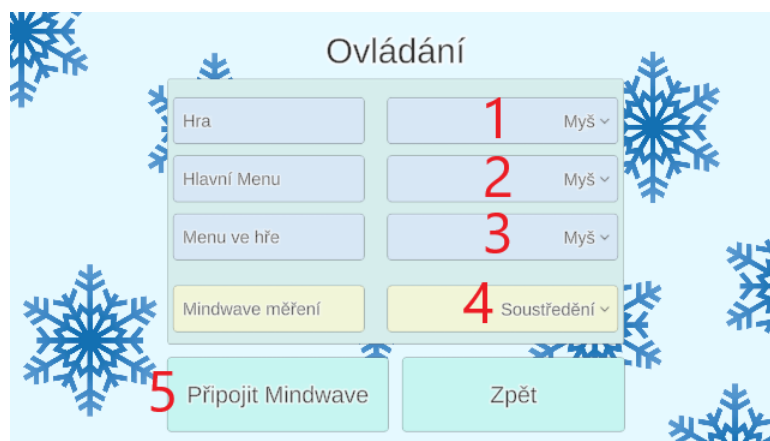 Ovládání
Hra 1 Myš
Hlavní Menu 2 Myš
Menu ve hře 3 Myš
Mindwave měření 4 Soustředění
5 Připojit Mindwave Zpět